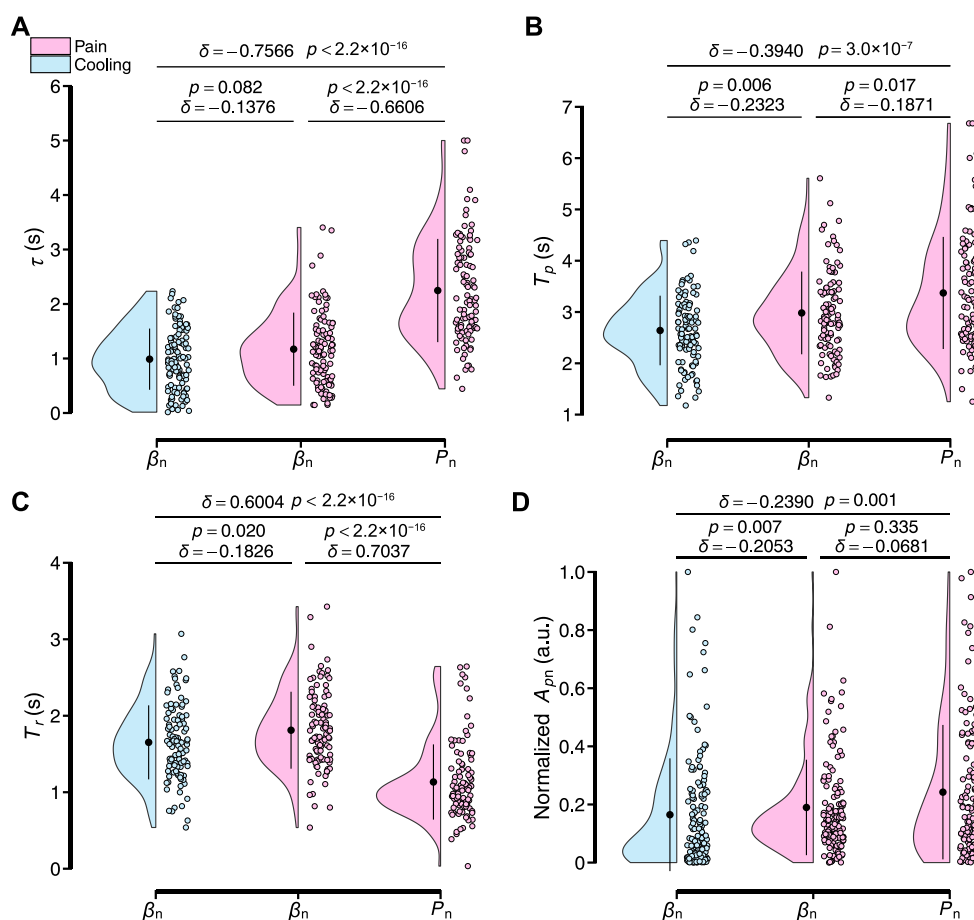 A
Pain
Cooling
δ = −0.7566 p < 2.2×10⁻¹⁶
p = 0.082
δ = −0.1376
p < 2.2×10⁻¹⁶
δ = −0.6606
τ (s)
6
5
4
3
2
1
0
βn
βn
Pn
B
δ = −0.3940 p = 3.0×10⁻⁷
p = 0.006
δ = −0.2323
p = 0.017
δ = −0.1871
Tp (s)
7
6
5
4
3
2
1
βn
βn
Pn
C
δ = 0.6004 p < 2.2×10⁻¹⁶
p = 0.020
δ = −0.1826
p < 2.2×10⁻¹⁶
δ = 0.7037
Tr (s)
4
3
2
1
0
βn
βn
Pn
D
δ = −0.2390 p = 0.001
p = 0.007
δ = −0.2053
p = 0.335
δ = −0.0681
Normalized Apn (a.u.)
1.0
0.8
0.6
0.4
0.2
0
βn
βn
Pn